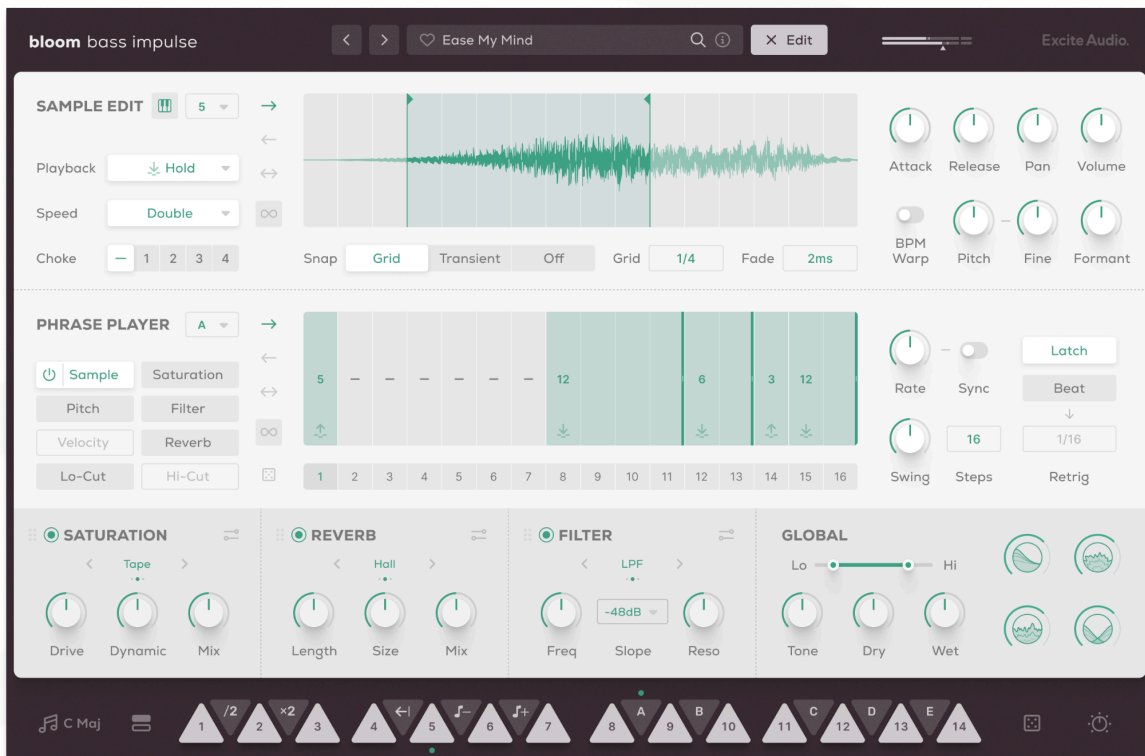 bloom bass impulse
Ease My Mind
Edit
Excite Audio.
SAMPLE EDIT 5
Playback Hold
Speed Double
Choke – 1 2 3 4
Snap Grid Transient Off Grid 1/4 Fade 2ms
Attack Release Pan Volume
BPM Warp Pitch Fine Formant
PHRASE PLAYER A
Sample Saturation
Pitch Filter
Velocity Reverb
Lo-Cut Hi-Cut
5 – – – – – – 12 6 3 12
1 2 3 4 5 6 7 8 9 10 11 12 13 14 15 16
Rate Sync Latch
Beat
16 1/16
Swing Steps Retrig
SATURATION
Tape
Drive Dynamic Mix
REVERB
Hall
Length Size Mix
FILTER
LPF
-48dB
Freq Slope Reso
GLOBAL
Lo Hi
Tone Dry Wet
C Maj
/2 ×2 A B C D E
1 2 3 4 5 6 7 8 9 10 11 12 13 14